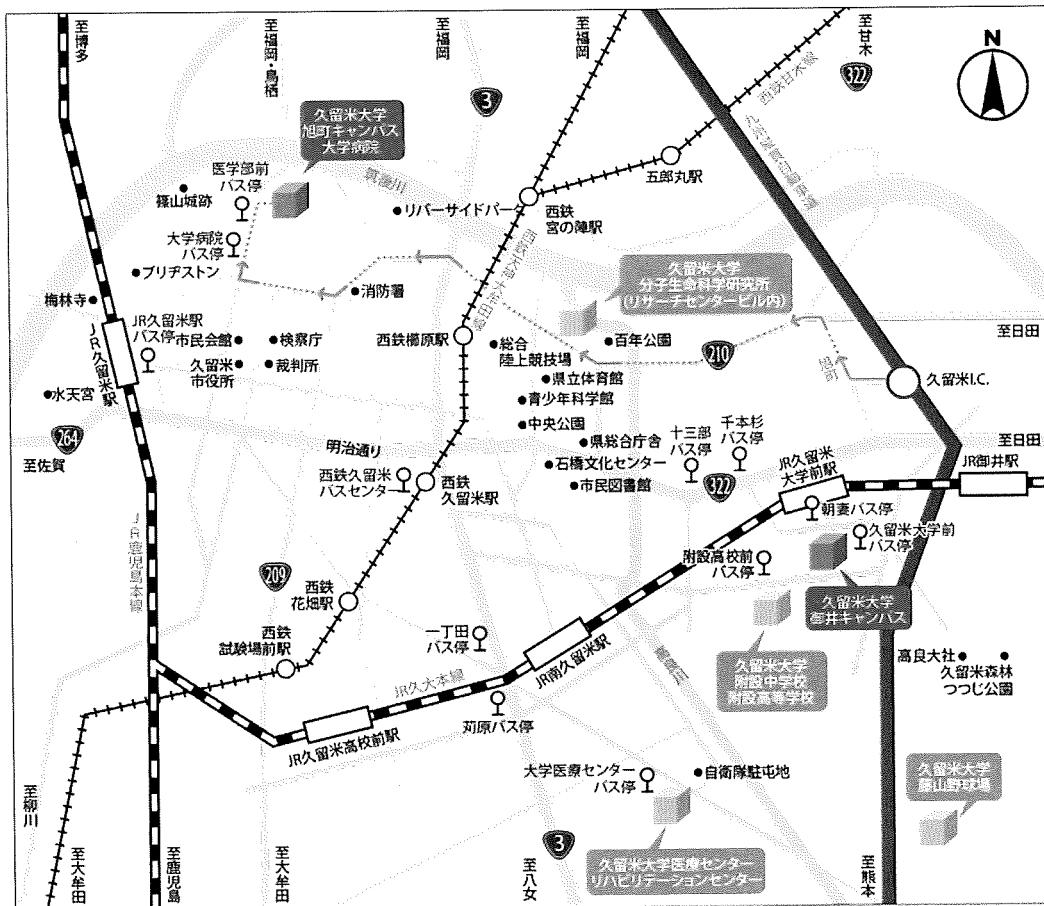 至博多
至福岡・鳥栖
至福岡
至福岡
至甘木
N
3
322
西鉄甘木線
九州縦貫自動車道
久留米大学
旭町キャンパス
大学病院
医学部前
バス停
篠山城跡
筑後川
五郎丸駅
リバーサイドパーク
西鉄
宮の陣駅
大学病院
バス停
ブリヂストン
西鉄天神大牟田線
久留米大学
分子生命科学研究所
(リサーチセンタービル内)
梅林寺
消防署
JR久留米駅
バス停
市民会館
検察庁
西鉄櫛原駅
総合
陸上競技場
百年公園
210
至日田
JR久留米駅
久留米
市役所
裁判所
県立体育館
久留米I.C.
水天宮
青少年科学館
中央公園
264
至佐賀
明治通り
県総合庁舎
十三部
バス停
千本杉
バス停
至日田
西鉄久留米
バスセンター
西鉄
久留米駅
石橋文化センター
市民図書館
322
JR久留米
大学前駅
JR御井駅
朝妻バス停
久留米大学前
バス停
JR鹿児島本線
附設高校前
バス停
209
西鉄
花畑駅
久留米大学
御井キャンパス
西鉄
試験場前駅
一丁田
バス停
JR南久留米駅
高良大社
久留米森林
つつじ公園
久留米大学
附設中学校
附設高等学校
JR久大本線
苅原バス停
JR久留米高校前駅
大学医療センター
バス停
自衛隊駐屯地
久留米大学
藤山野球場
至柳川
3
久留米大学医療センター
リハビリテーションセンター
至大牟田
至鹿児島
至大牟田
至八女
至熊本